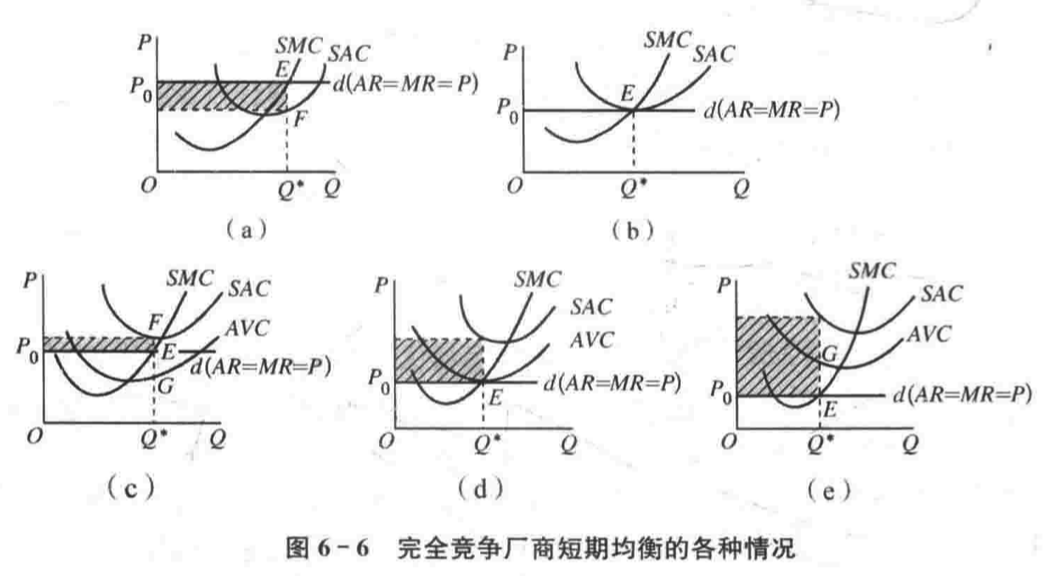 P SMC SAC
E
P₀ d(AR=MR=P)
F
O Q* Q
(a)
P SMC SAC
E
P₀ d(AR=MR=P)
O Q* Q
(b)
P SMC SAC
F AVC
P₀ E d(AR=MR=P)
G
O Q* Q
(c)
P SMC
SAC
AVC
P₀ d(AR=MR=P)
E
O Q* Q
(d)
P SMC
SAC
AVC
G
P₀ d(AR=MR=P)
E
O Q* Q
(e)
图 6-6 完全竞争厂商短期均衡的各种情况